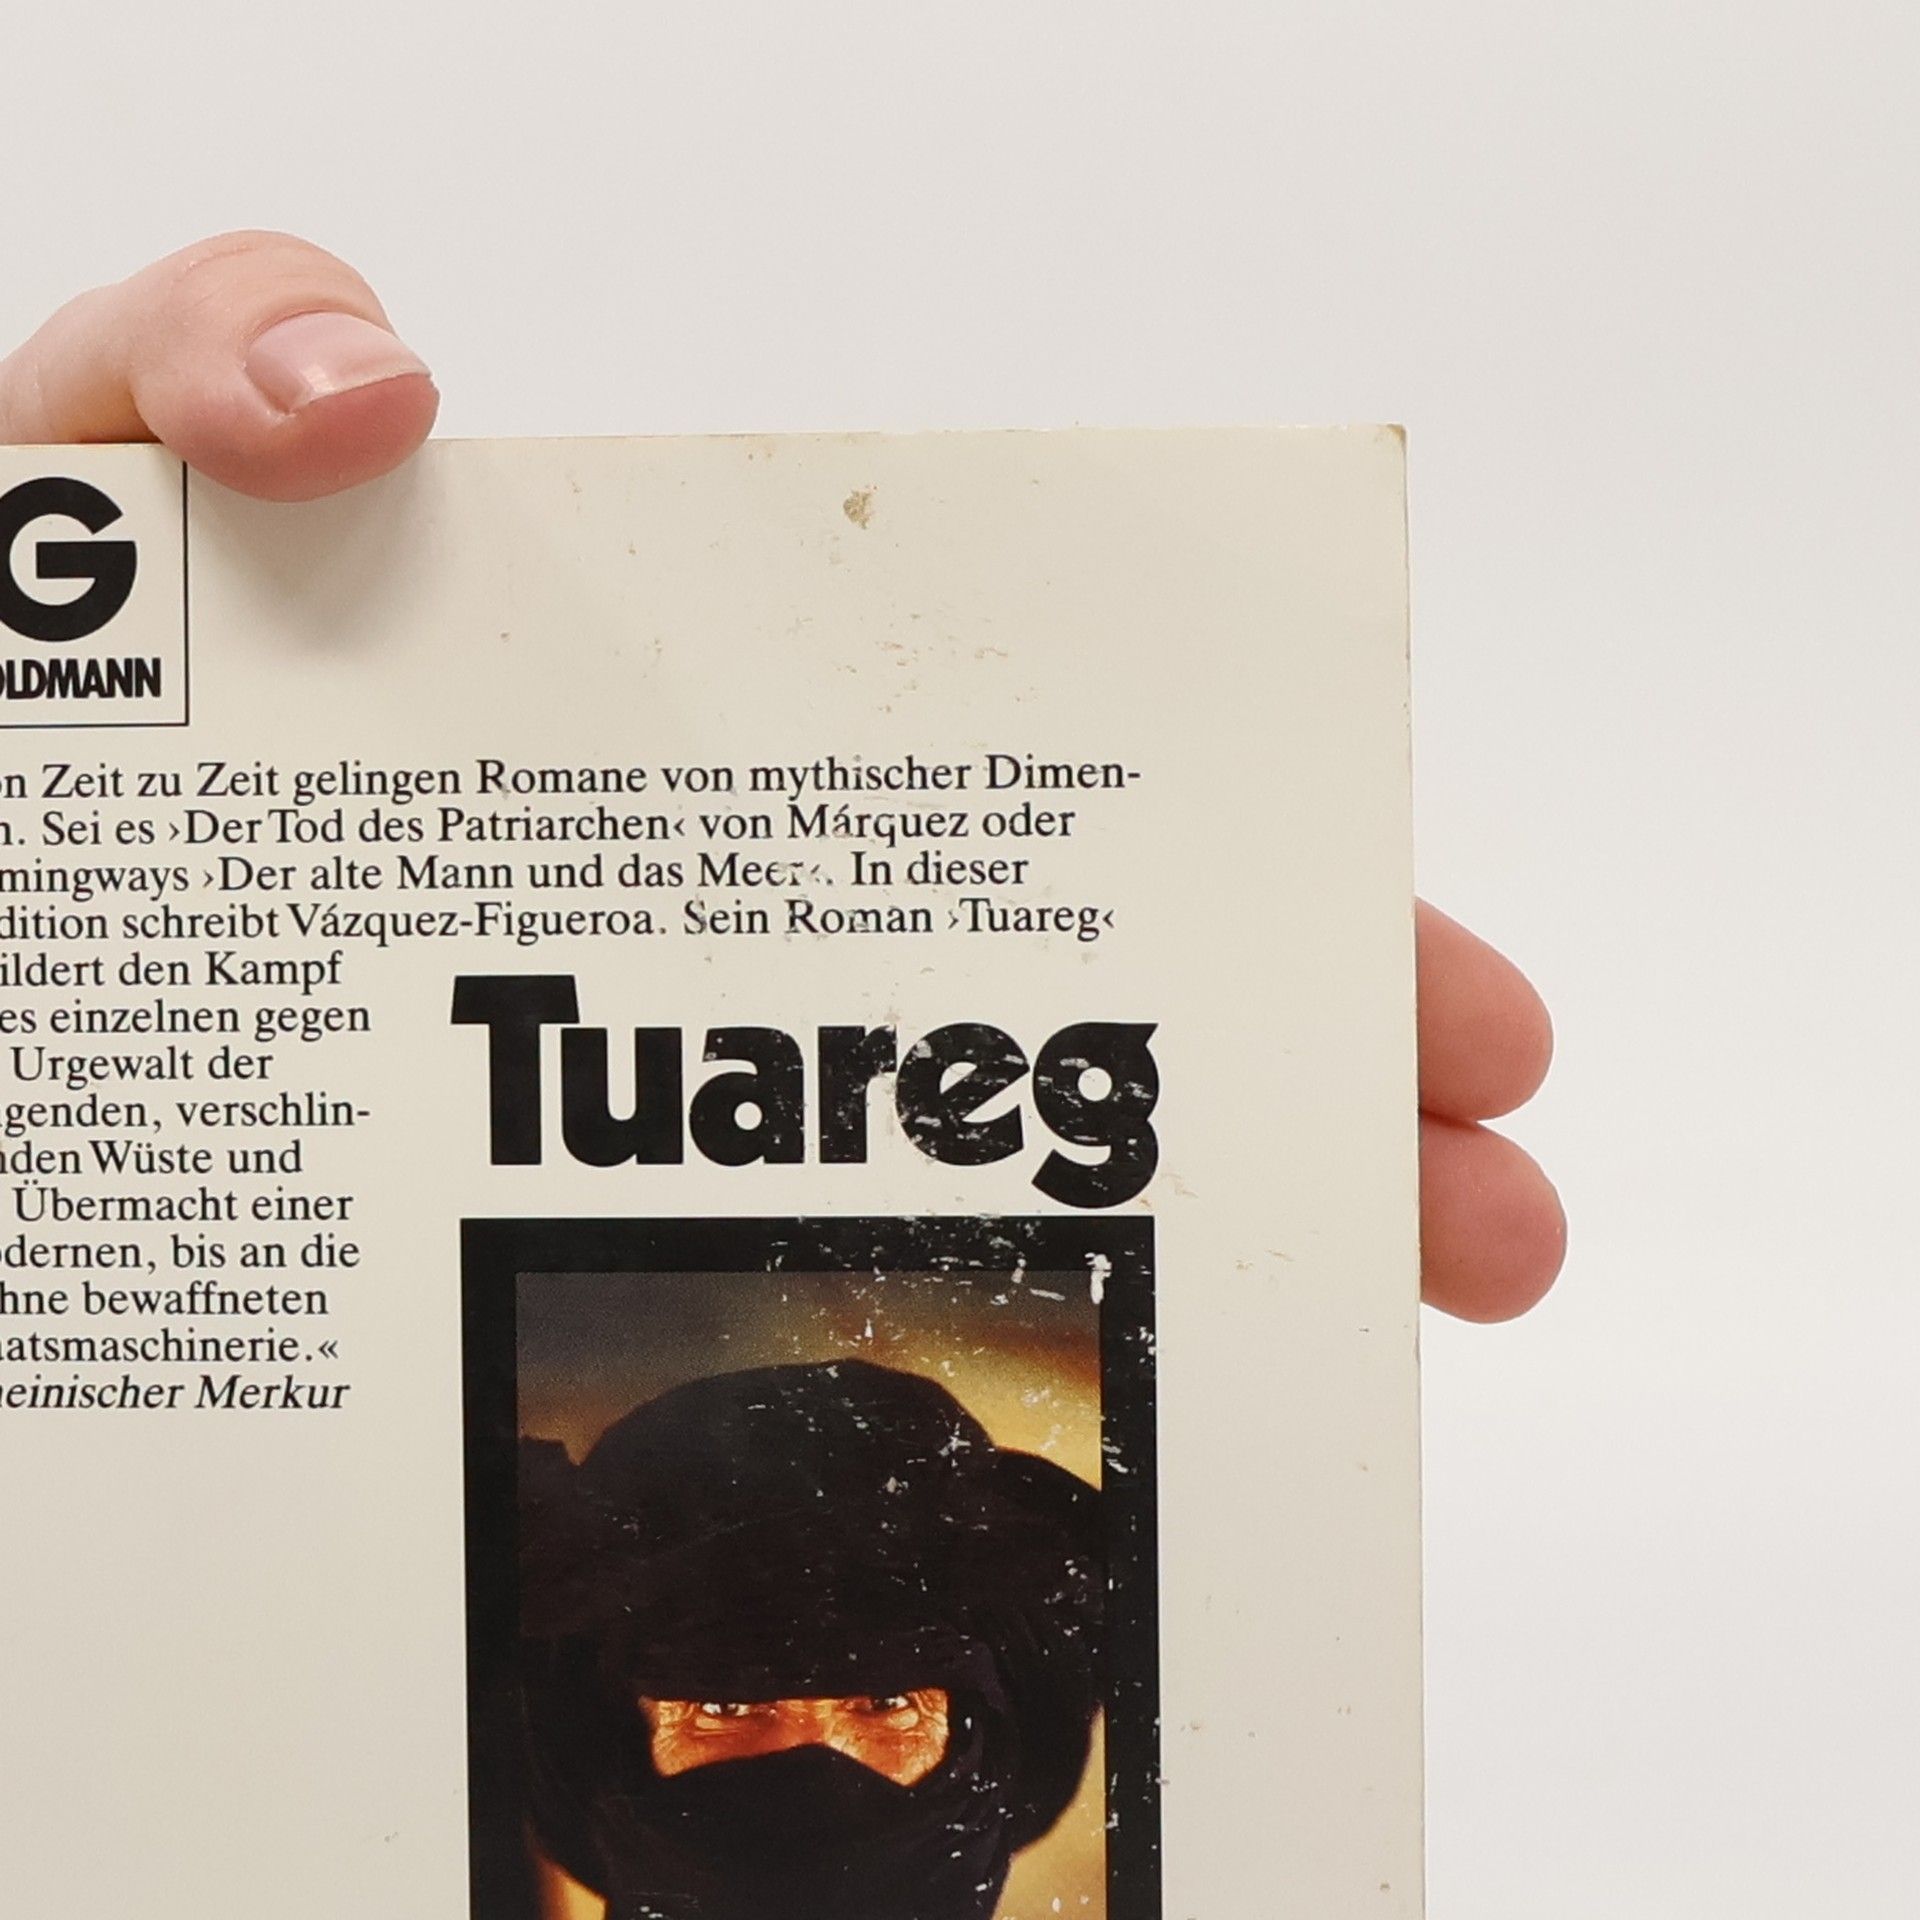 G
OLDMANN
on Zeit zu Zeit gelingen Romane von mythischer Dimen-
n. Sei es ›Der Tod des Patriarchen‹ von Márquez oder
mingways ›Der alte Mann und das Meer‹. In dieser
dition schreibt Vázquez-Figueroa. Sein Roman ›Tuareg‹
ildert den Kampf
es einzelnen gegen
Urgewalt der
genden, verschlin-
nden Wüste und
Übermacht einer
odernen, bis an die
hne bewaffneten
aatsmaschinerie.«
heinischer Merkur
Tuareg